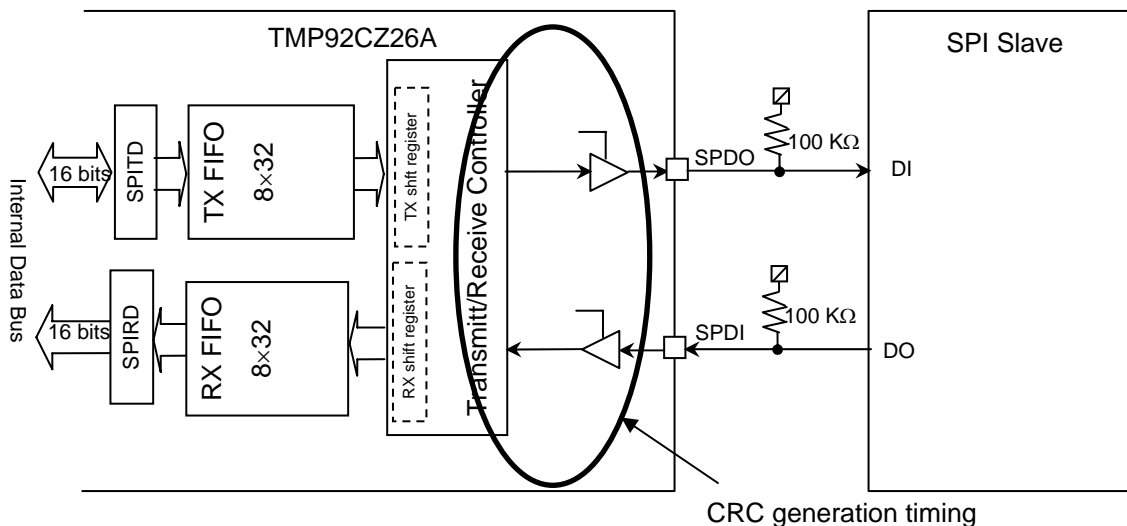 TMP92CZ26A
SPI Slave
Internal Data Bus
16 bits
SPITD
TX FIFO
8×32
TX shift register
Transmitt/Receive Controller
SPDO
100 KΩ
DI
16 bits
SPIRD
RX FIFO
8×32
RX shift register
SPDI
100 KΩ
DO
CRC generation timing